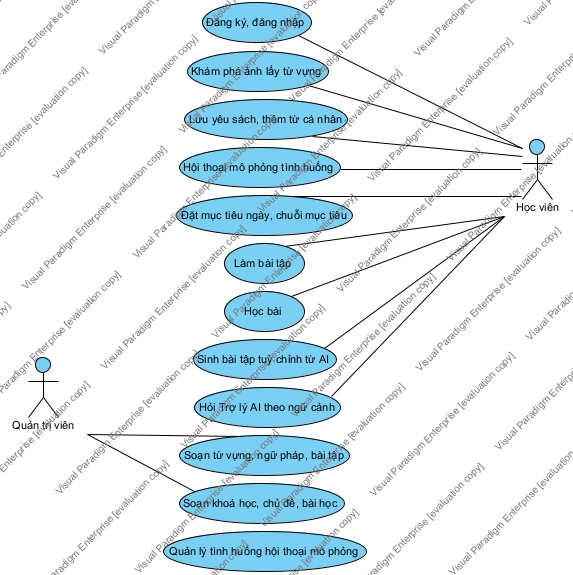 Đăng ký, đăng nhập
Khám phá ảnh lấy từ vựng
Lưu yêu sách, thêm từ cá nhân
Hội thoại mô phỏng tình huống
Học viên
Đặt mục tiêu ngày, chuỗi mục tiêu
Làm bài tập
Học bài
Sinh bài tập tuỳ chỉnh từ AI
Hỏi Trợ lý AI theo ngữ cảnh
Quản trị viên
Soạn từ vựng, ngữ pháp, bài tập
Soạn khoá học, chủ đề, bài học
Quản lý tình huống hội thoại mô phỏng
Visual Paradigm Enterprise [evaluation copy]